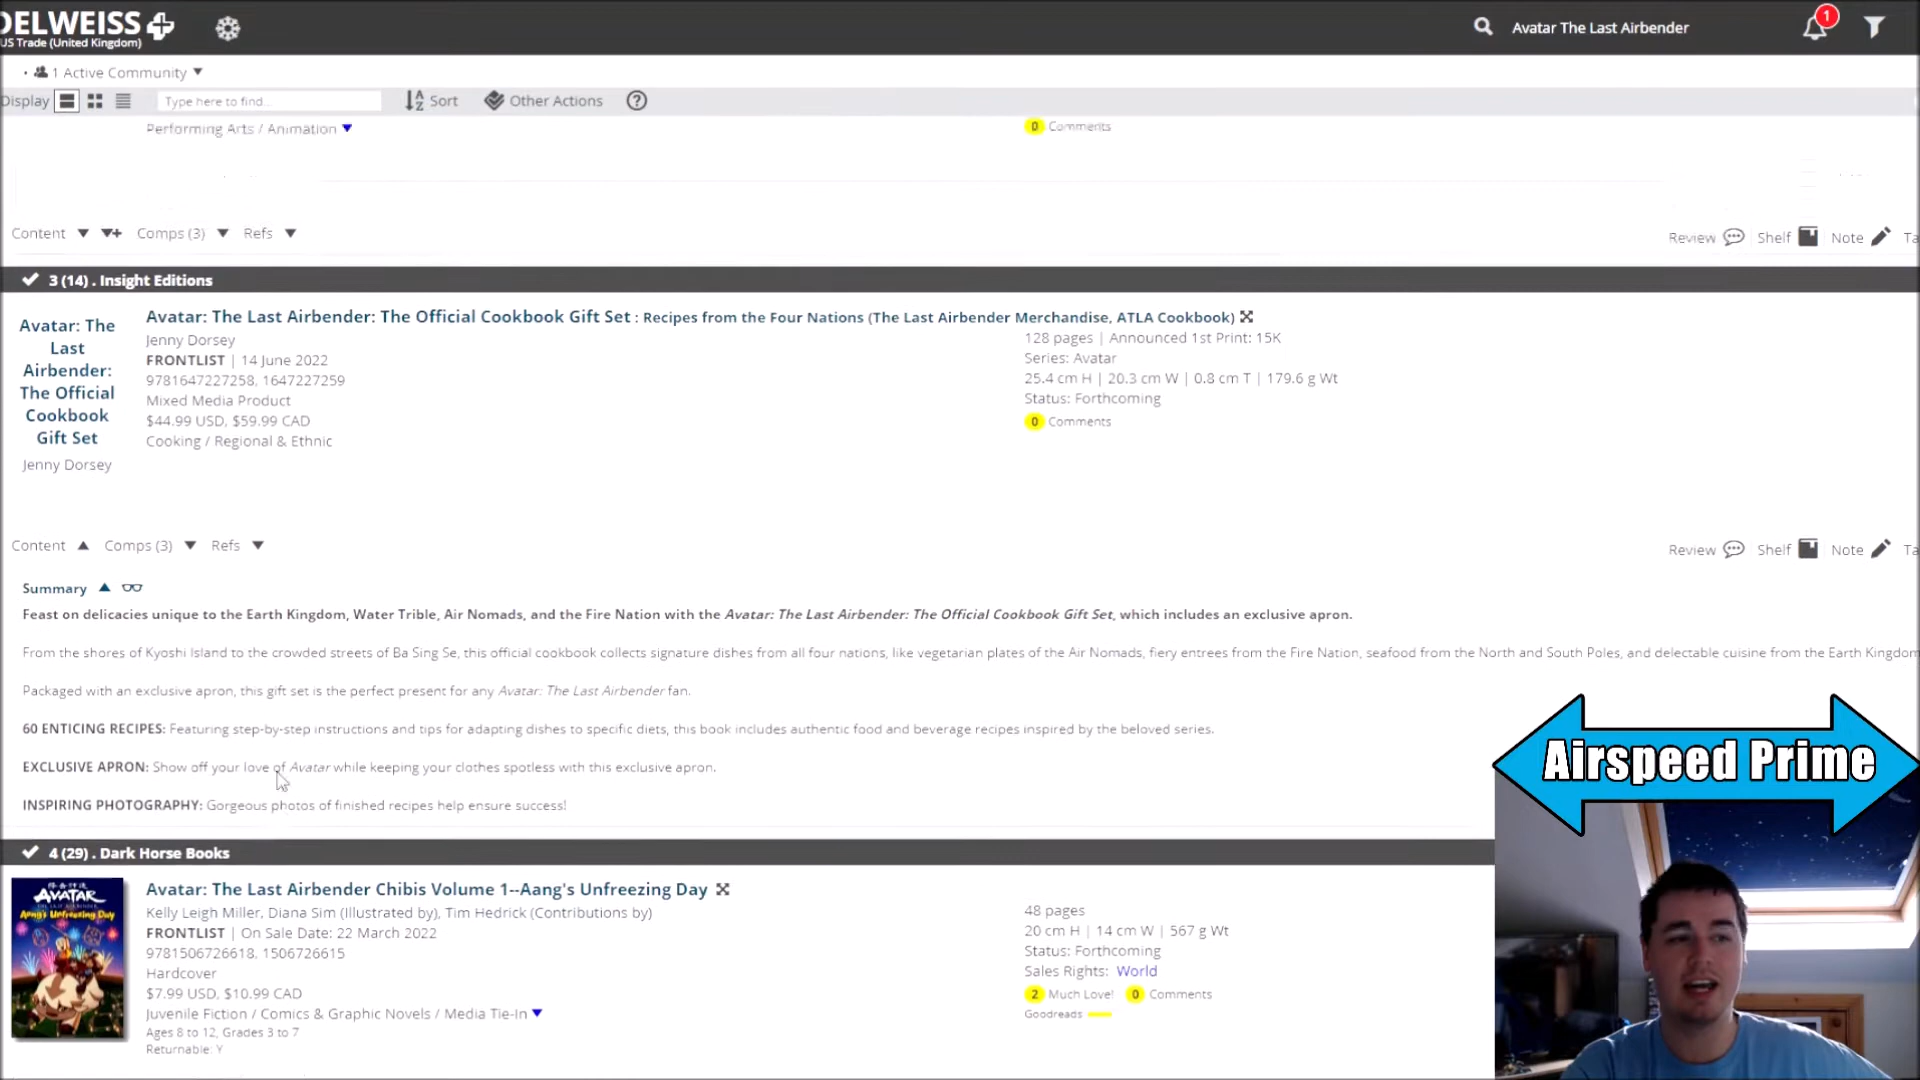 DELWEISS
US Trade (United Kingdom)
Avatar The Last Airbender
1
1 Active Community
Display
Type here to find...
Sort
Other Actions
?
Performing Arts / Animation
0 Comments
Content
Comps (3)
Refs
Review
Shelf
Note
Ta
3 (14) . Insight Editions
Avatar: The
Last
Airbender:
The Official
Cookbook
Gift Set
Jenny Dorsey
Avatar: The Last Airbender: The Official Cookbook Gift Set : Recipes from the Four Nations (The Last Airbender Merchandise, ATLA Cookbook)
Jenny Dorsey
FRONTLIST | 14 June 2022
9781647227258, 1647227259
Mixed Media Product
$44.99 USD, $59.99 CAD
Cooking / Regional & Ethnic
128 pages | Announced 1st Print: 15K
Series: Avatar
25.4 cm H | 20.3 cm W | 0.8 cm T | 179.6 g Wt
Status: Forthcoming
0 Comments
Content
Comps (3)
Refs
Review
Shelf
Note
Ta
Summary
Feast on delicacies unique to the Earth Kingdom, Water Trible, Air Nomads, and the Fire Nation with the Avatar: The Last Airbender: The Official Cookbook Gift Set, which includes an exclusive apron.
From the shores of Kyoshi Island to the crowded streets of Ba Sing Se, this official cookbook collects signature dishes from all four nations, like vegetarian plates of the Air Nomads, fiery entrees from the Fire Nation, seafood from the North and South Poles, and delectable cuisine from the Earth Kingdom
Packaged with an exclusive apron, this gift set is the perfect present for any Avatar: The Last Airbender fan.
60 ENTICING RECIPES: Featuring step-by-step instructions and tips for adapting dishes to specific diets, this book includes authentic food and beverage recipes inspired by the beloved series.
EXCLUSIVE APRON: Show off your love of Avatar while keeping your clothes spotless with this exclusive apron.
INSPIRING PHOTOGRAPHY: Gorgeous photos of finished recipes help ensure success!
Airspeed Prime
4 (29) . Dark Horse Books
AVATAR
Aang's Unfreezing Day
Avatar: The Last Airbender Chibis Volume 1--Aang's Unfreezing Day
Kelly Leigh Miller, Diana Sim (Illustrated by), Tim Hedrick (Contributions by)
FRONTLIST | On Sale Date: 22 March 2022
9781506726618, 1506726615
Hardcover
$7.99 USD, $10.99 CAD
Juvenile Fiction / Comics & Graphic Novels / Media Tie-In
Ages 8 to 12, Grades 3 to 7
Returnable: Y
48 pages
20 cm H | 14 cm W | 567 g Wt
Status: Forthcoming
Sales Rights: World
2 Much Love! 0 Comments
Goodreads